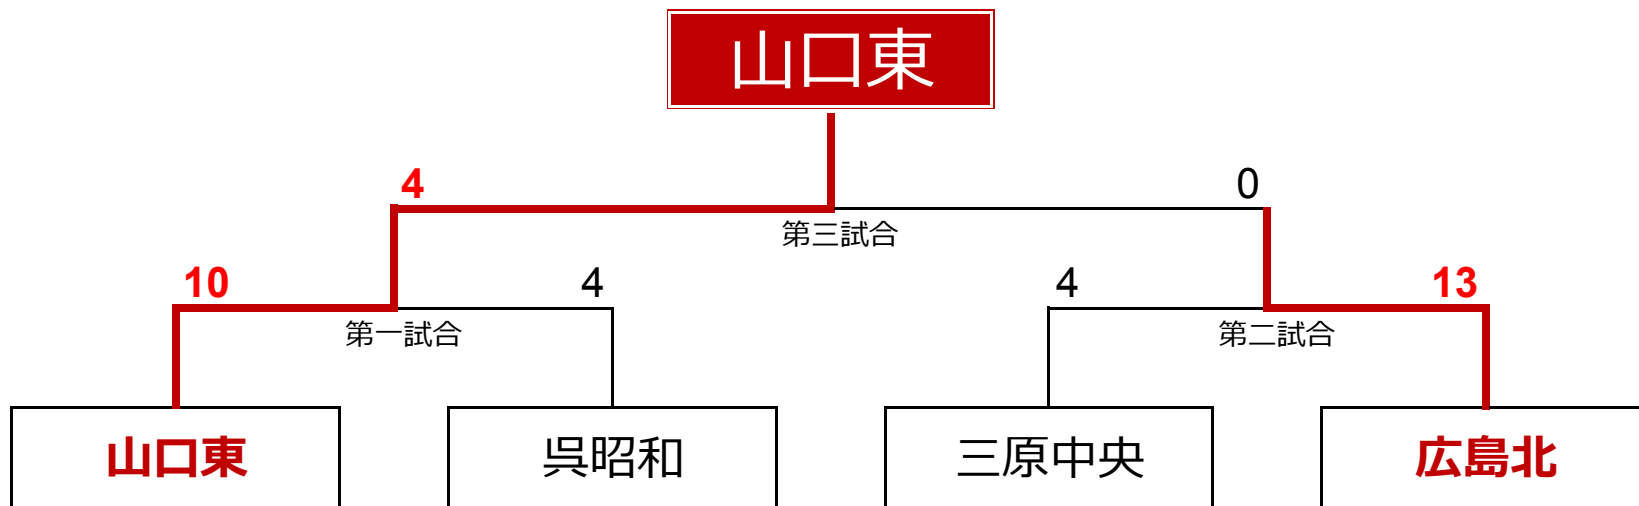 山口東
4 0
第三試合
10 4 4 13
第一試合 第二試合
山口東 呉昭和 三原中央 広島北